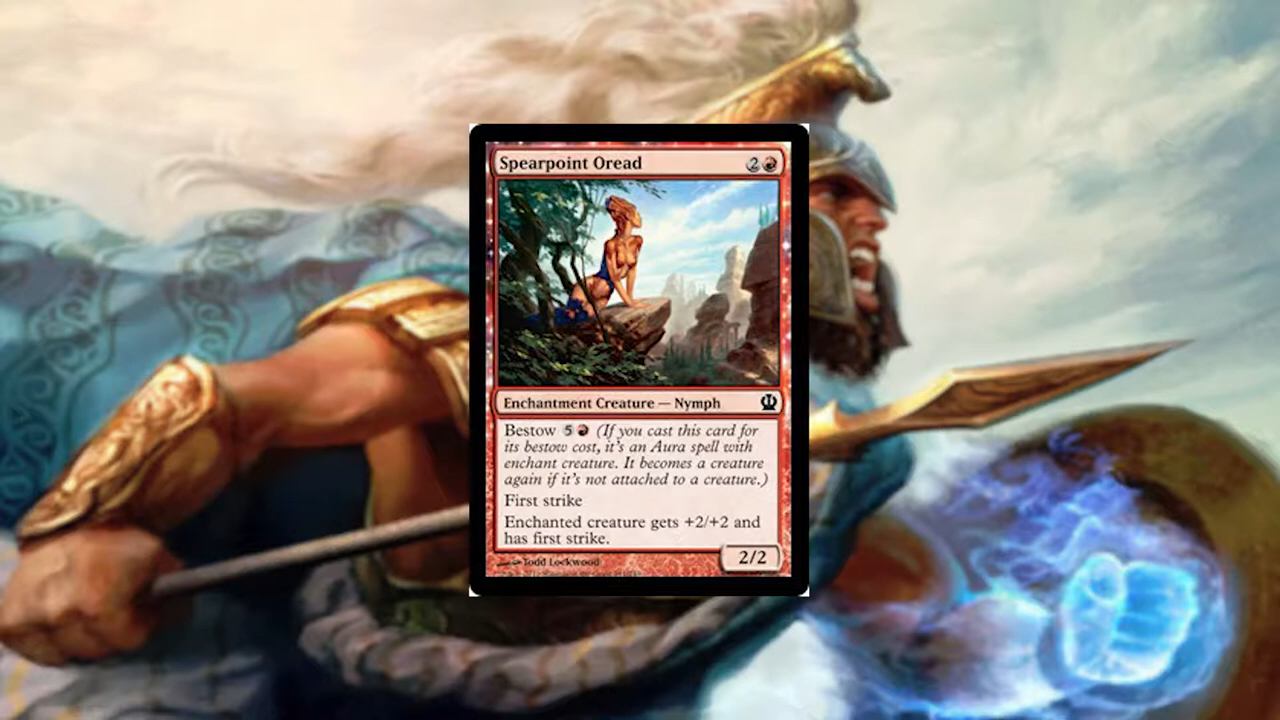 Spearpoint Oread 2
Enchantment Creature — Nymph
Bestow 5 (If you cast this card for
its bestow cost, it's an Aura spell with
enchant creature. It becomes a creature
again if it's not attached to a creature.)
First strike
Enchanted creature gets +2/+2 and
has first strike.
2/2
Todd Lockwood